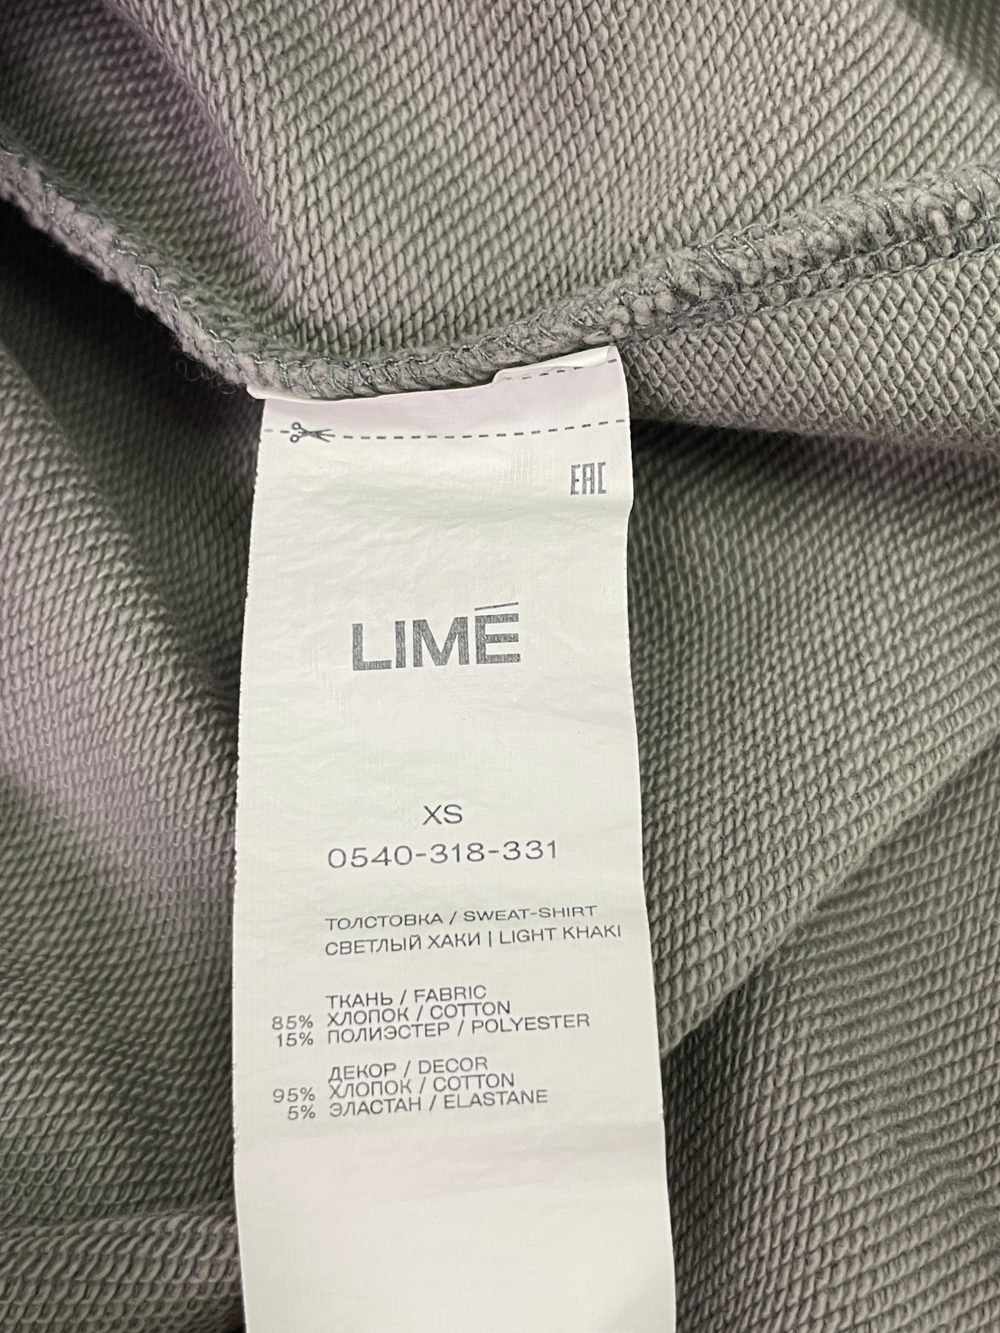 EAC
LIMÉ
XS
0540-318-331
ТОЛСТОВКА / SWEAT-SHIRT
СВЕТЛЫЙ ХАКИ | LIGHT KHAKI
ТКАНЬ / FABRIC
85% ХЛОПОК / COTTON
15% ПОЛИЭСТЕР / POLYESTER
ДЕКОР / DECOR
95% ХЛОПОК / COTTON
5% ЭЛАСТАН / ELASTANE